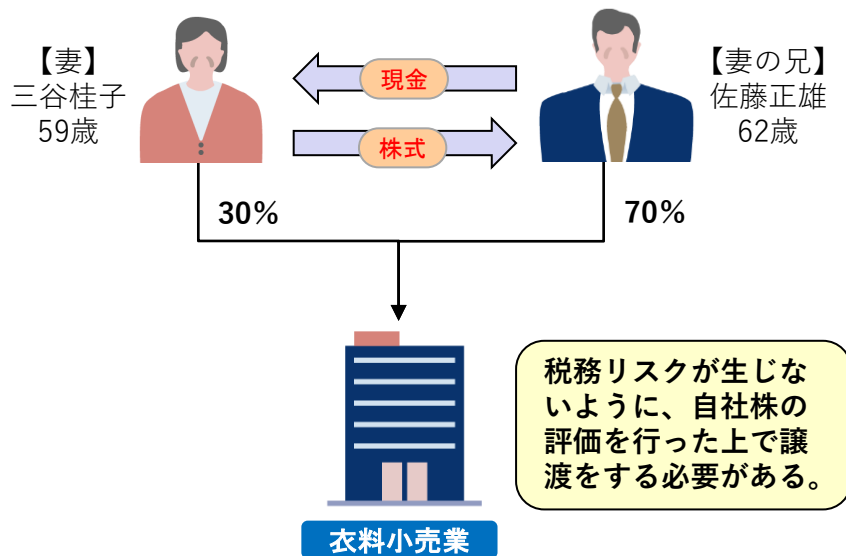 【妻】
三谷桂子
59歳
現金
株式
【妻の兄】
佐藤正雄
62歳
30%
70%
税務リスクが生じな
いように、自社株の
評価を行った上で譲
渡をする必要がある。
衣料小売業